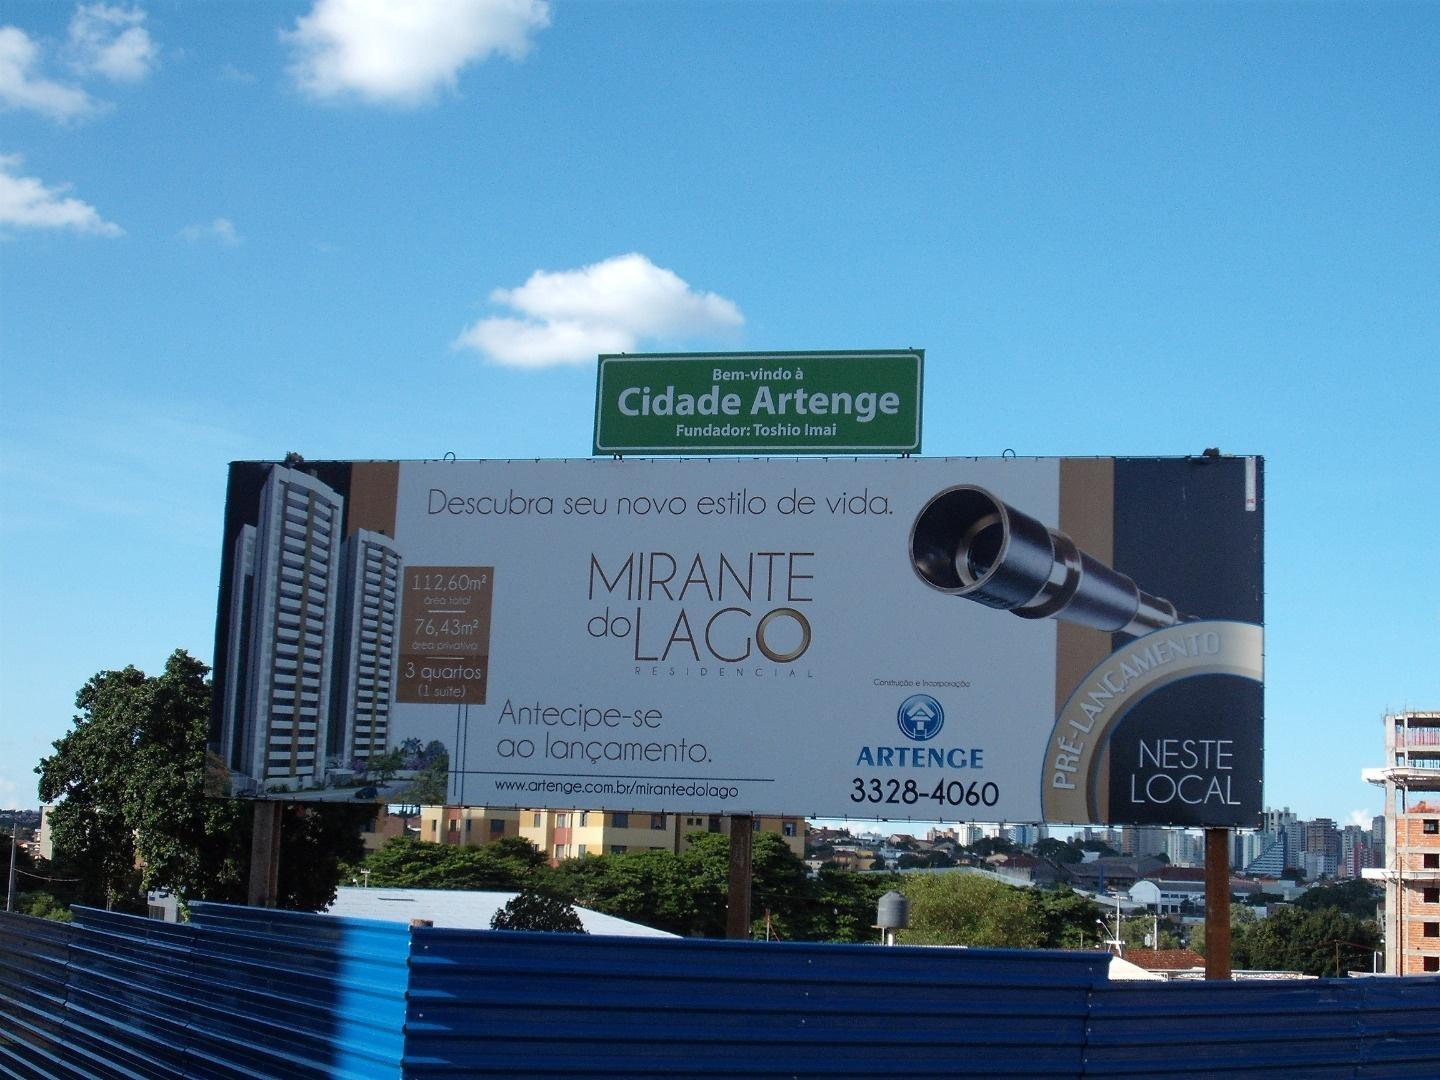 Bem-vindo à
Cidade Artenge
Fundador: Toshio Imai
Descubra seu novo estilo de vida.
MIRANTE
do LAGO
RESIDENCIAL
112,60m²
área total
76,43m²
área privativa
3 quartos
(1 suíte)
Antecipe-se
ao lançamento.
www.artenge.com.br/mirantedolago
Construção e Incorporação
ARTENGE
3328-4060
PRÉ-LANÇAMENTO
NESTE
LOCAL